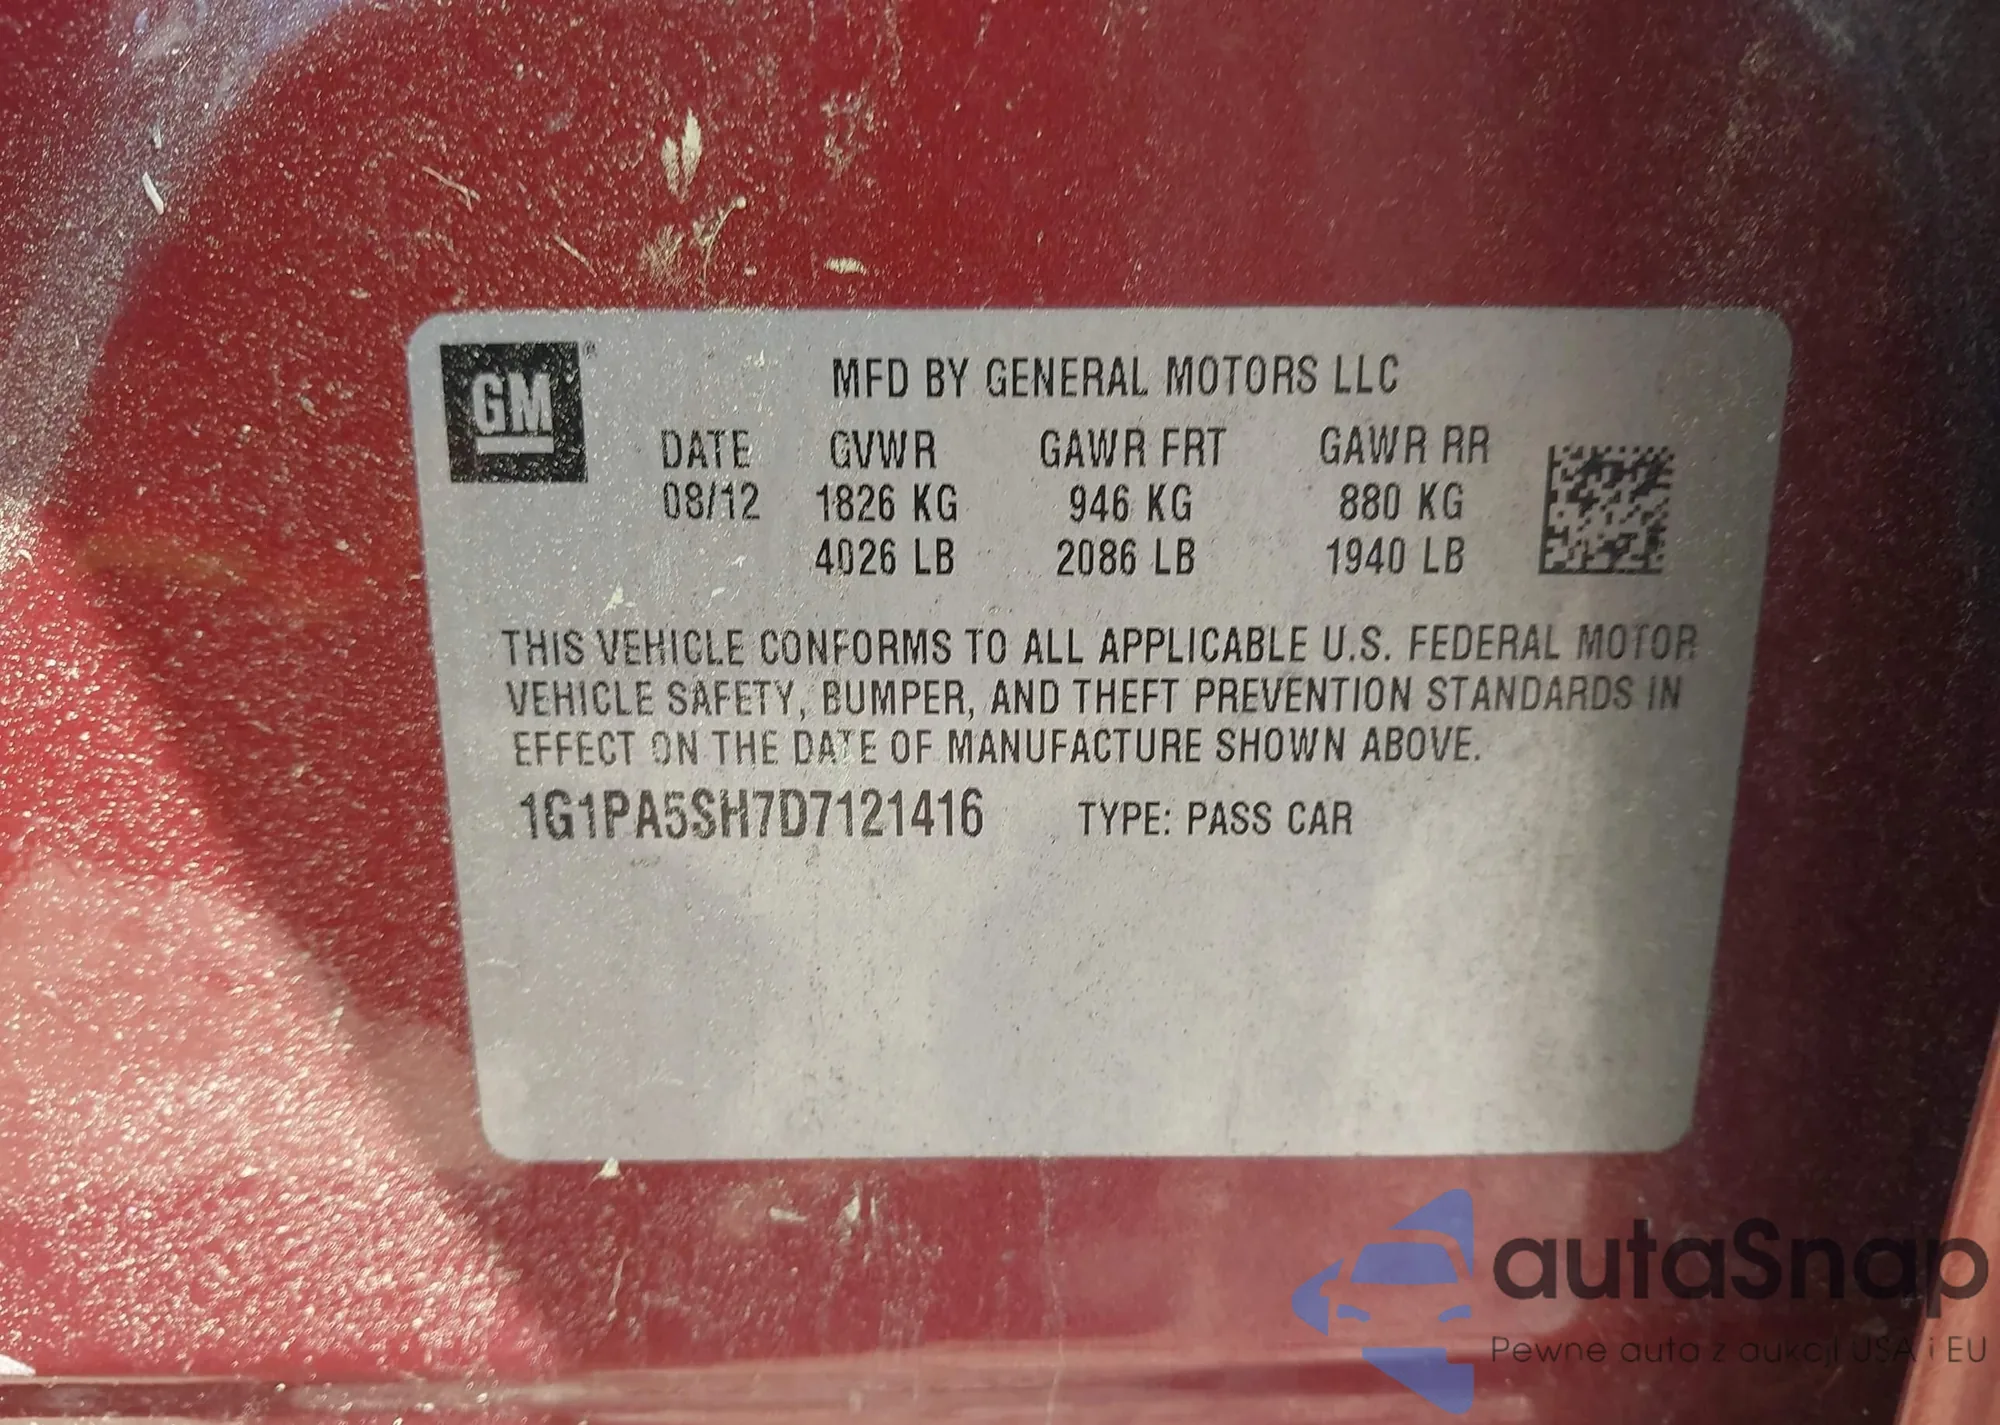 GM ®
MFD BY GENERAL MOTORS LLC
DATE GVWR GAWR FRT GAWR RR
08/12 1826 KG 946 KG 880 KG
4026 LB 2086 LB 1940 LB
THIS VEHICLE CONFORMS TO ALL APPLICABLE U.S. FEDERAL MOTOR
VEHICLE SAFETY, BUMPER, AND THEFT PREVENTION STANDARDS IN
EFFECT ON THE DATE OF MANUFACTURE SHOWN ABOVE.
1G1PA5SH7D7121416 TYPE: PASS CAR
autaSnap
Pewne auta z aukcji USA i EU